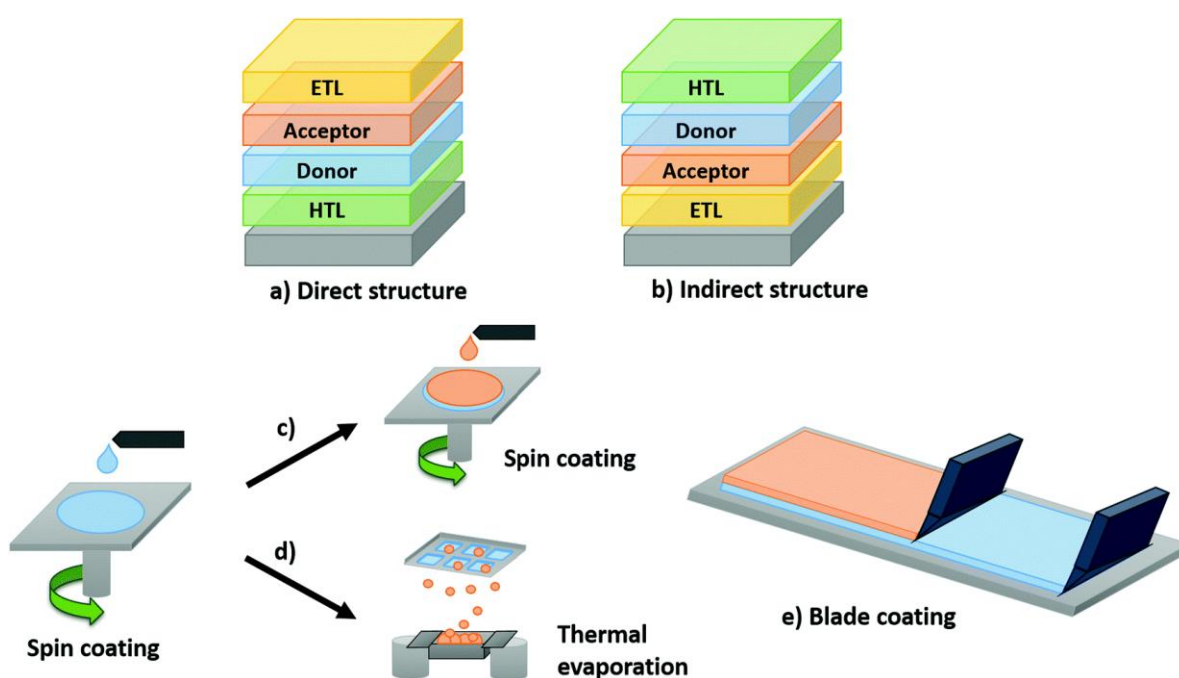 ETL
Acceptor
Donor
HTL
a) Direct structure
HTL
Donor
Acceptor
ETL
b) Indirect structure
Spin coating
c)
Spin coating
d)
Thermal
evaporation
e) Blade coating